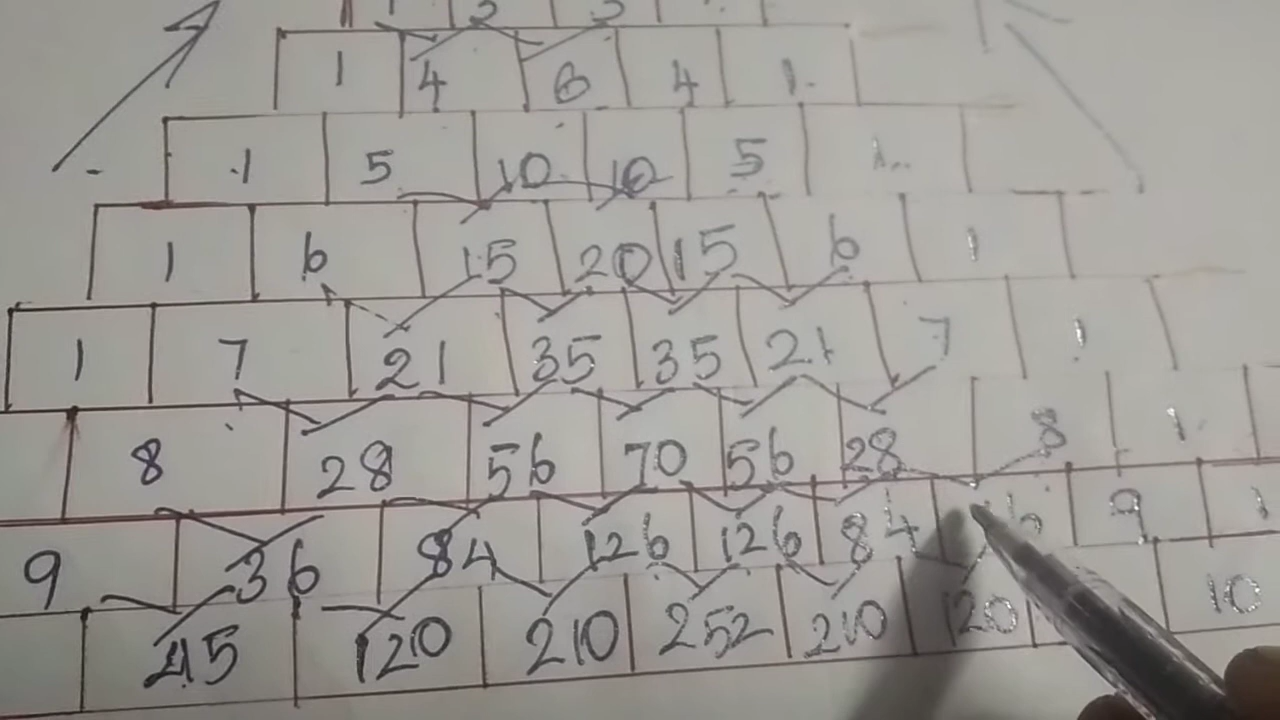 1 4 6 4 1
1 5 10 10 5 1
1 6 15 20 15 6 1
1 7 21 35 35 21 7 1
8 28 56 70 56 28 8 1
9 36 84 126 126 84 9 1
45 120 210 252 210 120 10